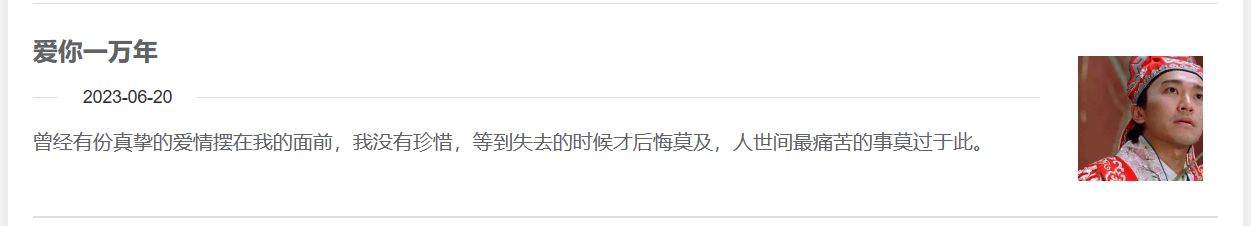 爱你一万年
2023-06-20
曾经有份真挚的爱情摆在我的面前，我没有珍惜，等到失去的时候才后悔莫及，人世间最痛苦的事莫过于此。